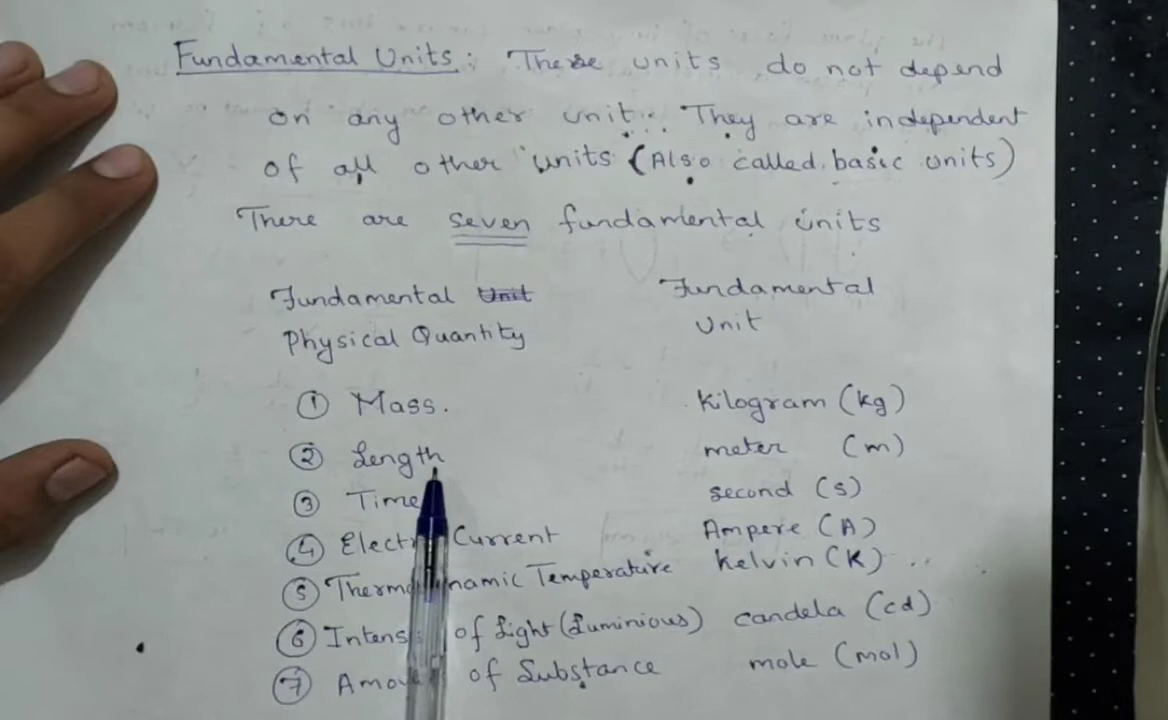 Fundamental Units: These units do not depend
on any other unit. They are independent
of all other units (Also called basic units)
There are seven fundamental units
Fundamental Unit Fundamental
Physical Quantity Unit
① Mass. Kilogram (kg)
② Length meter (m)
③ Time second (s)
④ Elect Current Ampere (A)
⑤ Thermodynamic Temperature Kelvin (K)
⑥ Intens of Light (Luminious) candela (cd)
⑦ Amou of Substance mole (mol)